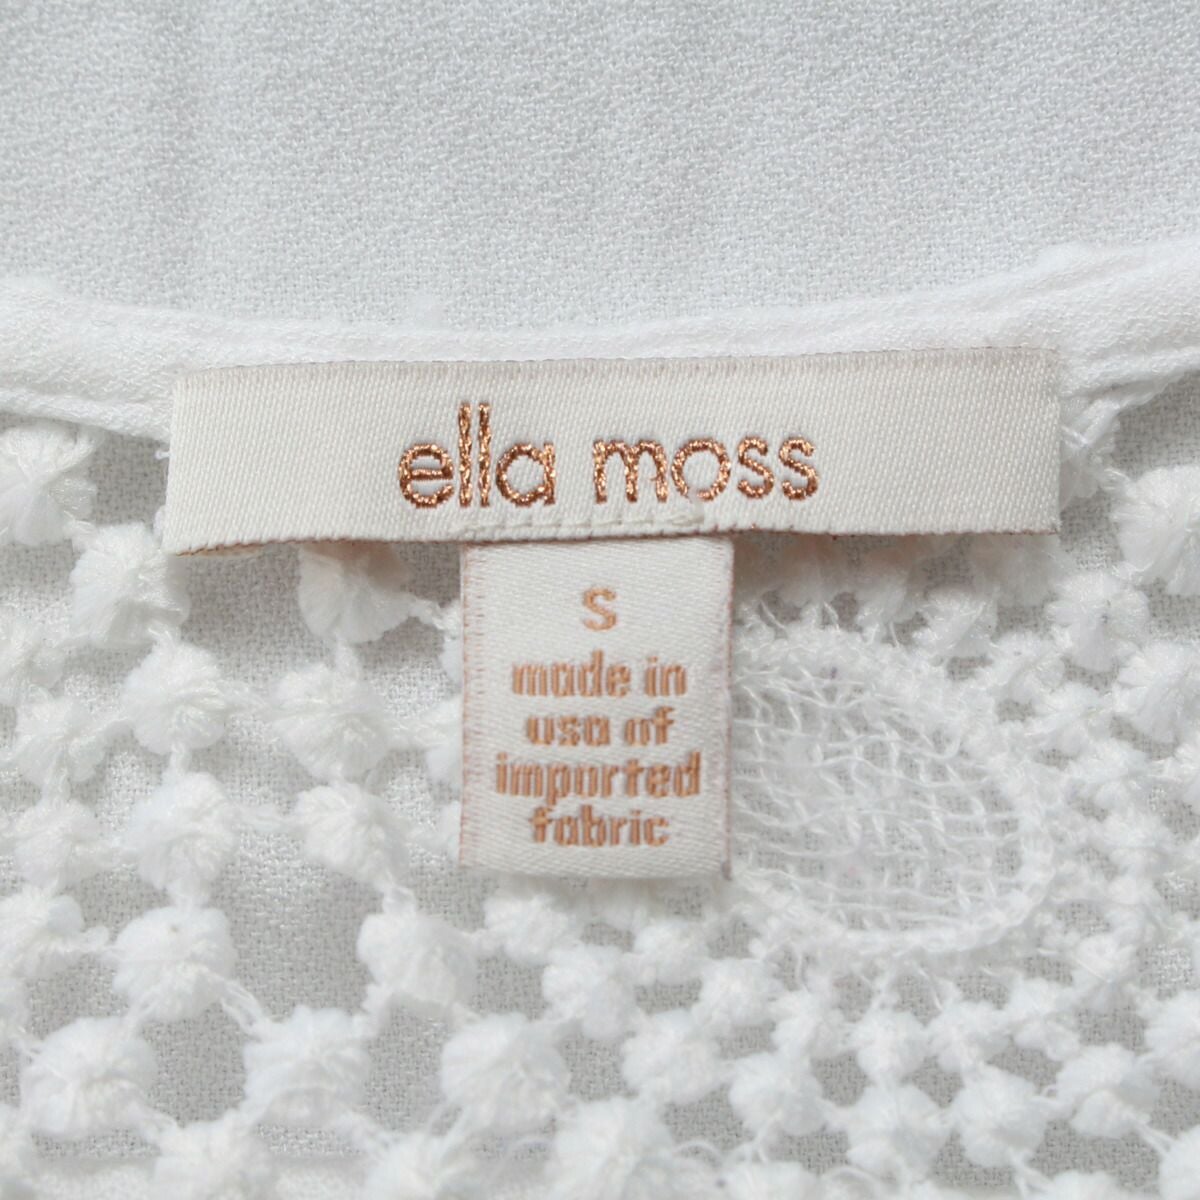 ella moss
S
made in
usa of
imported
fabric